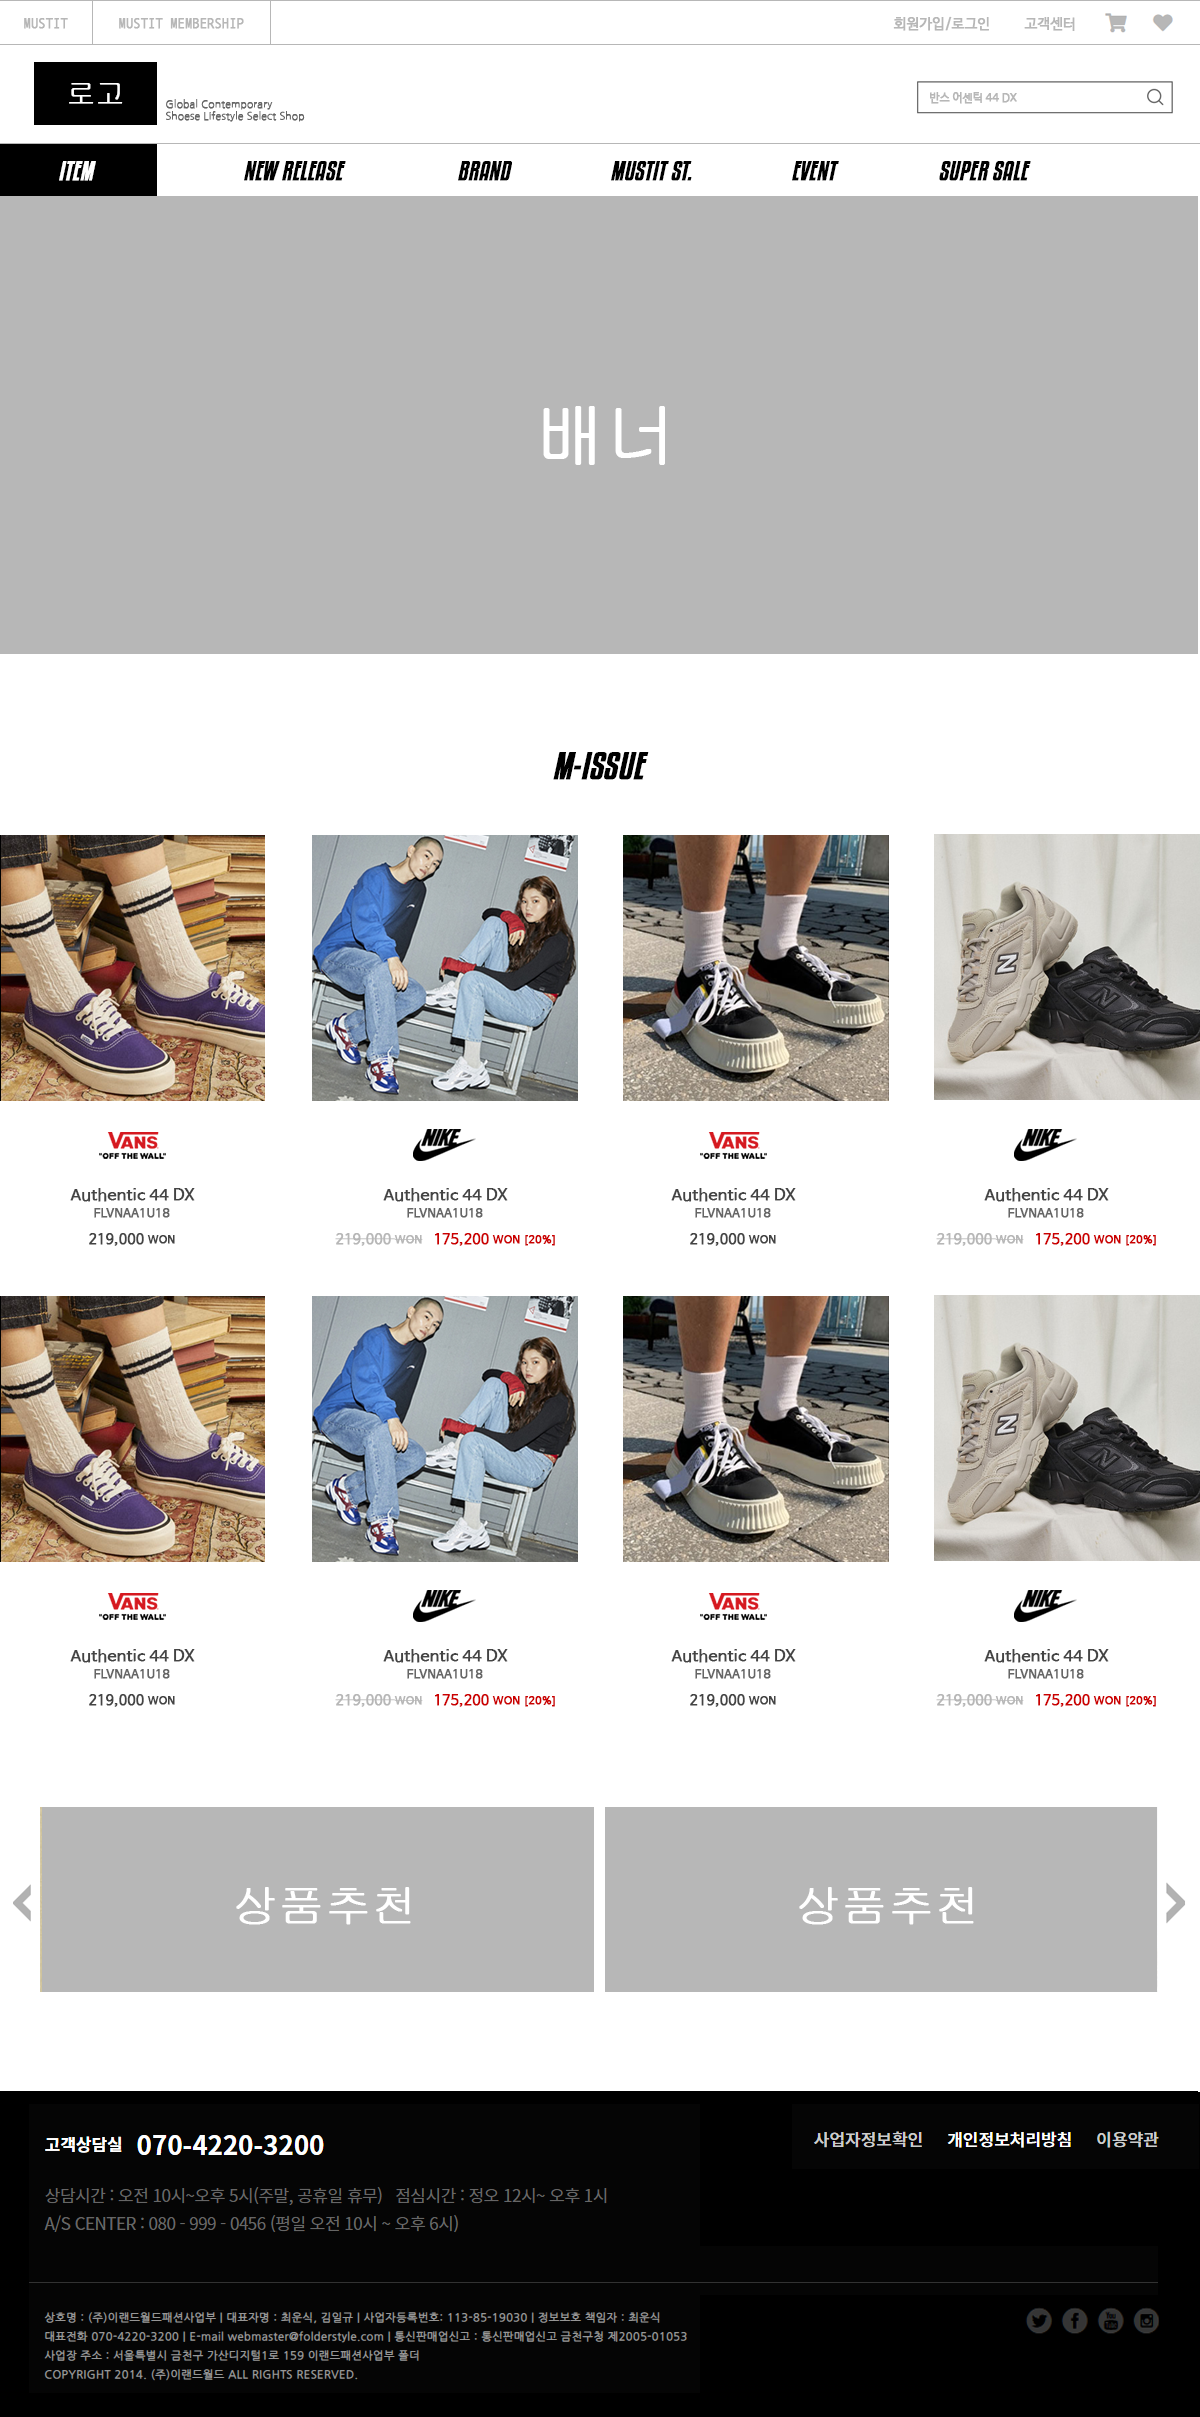 MUSTIT
MUSTIT MEMBERSHIP
회원가입/로그인
고객센터
로고
Global Contemporary
Shoese Lifestyle Select Shop
반스 어센틱 44 DX
ITEM
NEW RELEASE
BRAND
MUSTIT ST.
EVENT
SUPER SALE
배너
M-ISSUE
VANS
"OFF THE WALL"
Authentic 44 DX
FLVNAA1U18
219,000 WON
NIKE
Authentic 44 DX
FLVNAA1U18
219,000 WON 175,200 WON [20%]
VANS
"OFF THE WALL"
Authentic 44 DX
FLVNAA1U18
219,000 WON
NIKE
Authentic 44 DX
FLVNAA1U18
219,000 WON 175,200 WON [20%]
VANS
"OFF THE WALL"
Authentic 44 DX
FLVNAA1U18
219,000 WON
NIKE
Authentic 44 DX
FLVNAA1U18
219,000 WON 175,200 WON [20%]
VANS
"OFF THE WALL"
Authentic 44 DX
FLVNAA1U18
219,000 WON
NIKE
Authentic 44 DX
FLVNAA1U18
219,000 WON 175,200 WON [20%]
상품추천
상품추천
고객상담실 070-4220-3200
사업자정보확인 개인정보처리방침 이용약관
상담시간 : 오전 10시~오후 5시(주말, 공휴일 휴무) 점심시간 : 정오 12시~ 오후 1시
A/S CENTER : 080 - 999 - 0456 (평일 오전 10시 ~ 오후 6시)
상호명 : (주)이랜드월드패션사업부 | 대표자명 : 최운식, 김일규 | 사업자등록번호: 113-85-19030 | 정보보호 책임자 : 최운식
대표전화 070-4220-3200 | E-mail webmaster@folderstyle.com | 통신판매업신고 : 통신판매업신고 금천구청 제2005-01053
사업장 주소 : 서울특별시 금천구 가산디지털1로 159 이랜드패션사업부 폴더
COPYRIGHT 2014. (주)이랜드월드 ALL RIGHTS RESERVED.